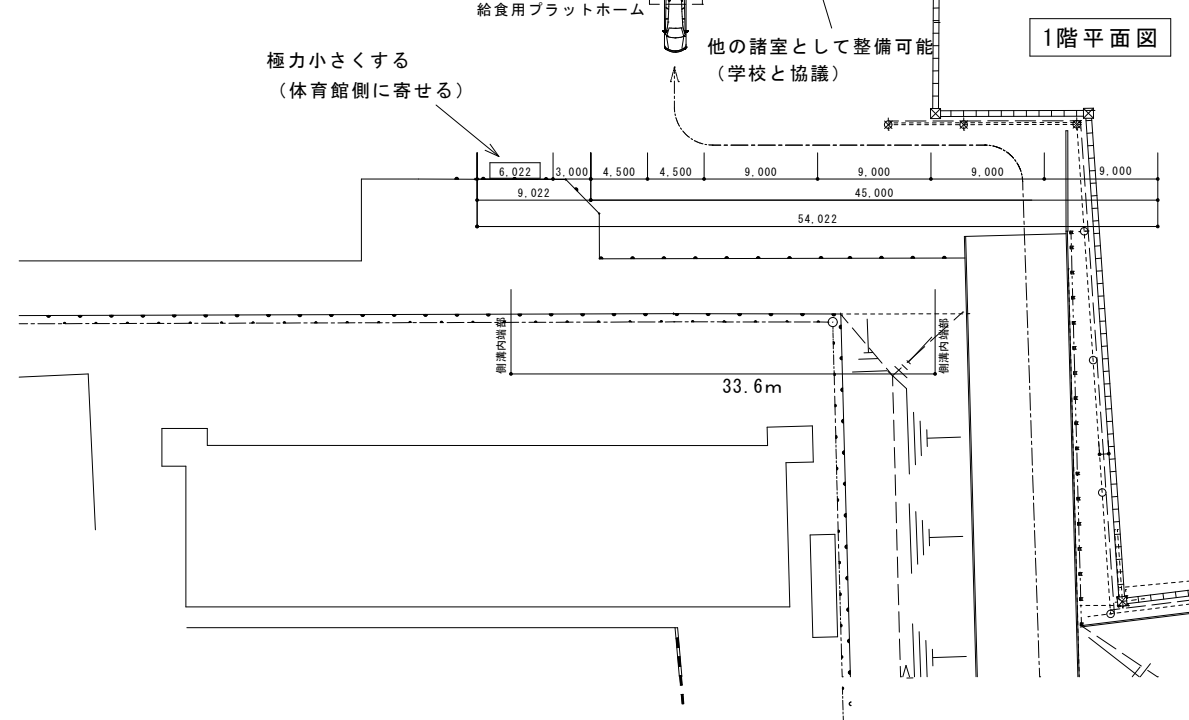 給食用プラットホーム
1階平面図
他の諸室として整備可能
（学校と協議）
極力小さくする
（体育館側に寄せる）
6,022
3,000
4,500
4,500
9,000
9,000
9,000
9,000
9,022
45,000
54,022
側溝内端部
側溝内端部
33.6m